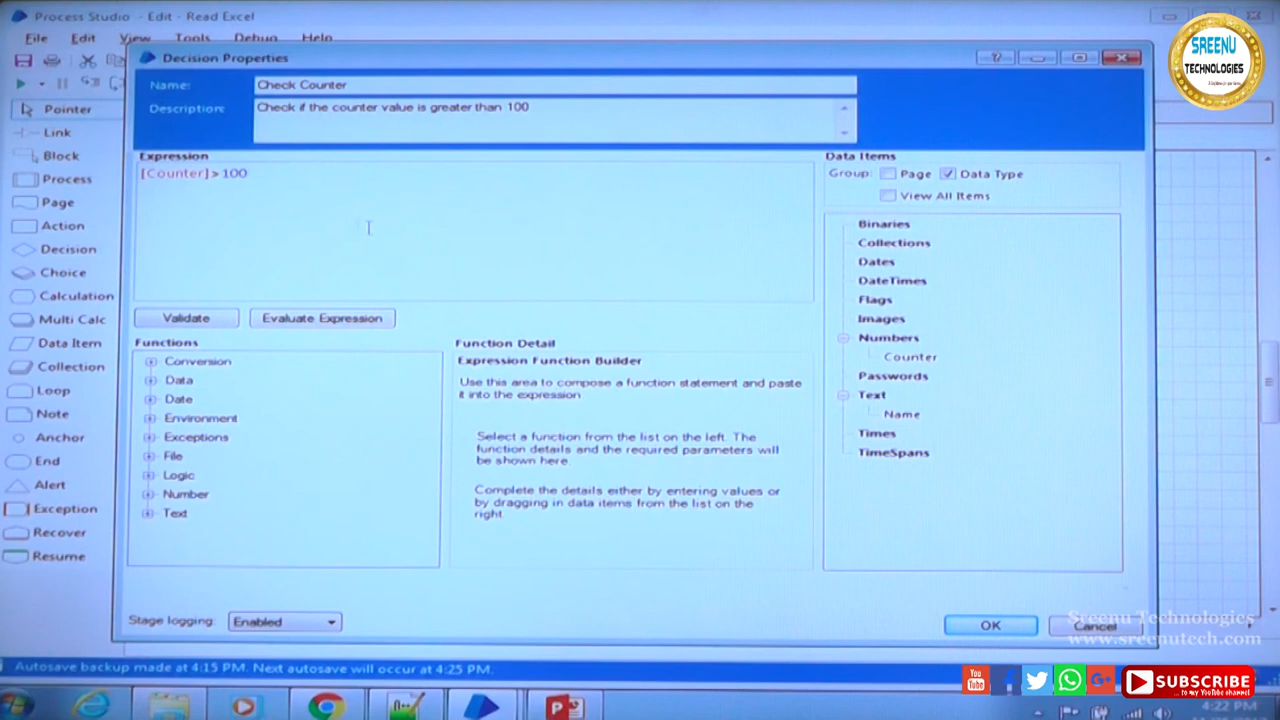 Process Studio - Edit - Read Excel
File Edit View Tools Debug Help
SREENU
TECHNOLOGIES
Decision Properties
Name: Check Counter
Description: Check if the counter value is greater than 100
Expression
[Counter]>100
Validate
Evaluate Expression
Data Items
Group: Page Data Type
View All Items
Binaries
Collections
Dates
DateTimes
Flags
Images
Numbers
Counter
Passwords
Text
Name
Times
TimeSpans
Functions
Conversion
Data
Date
Environment
Exceptions
File
Logic
Number
Text
Function Detail
Expression Function Builder
Use this area to compose a function statement and paste
it into the expression
Select a function from the list on the left. The
function details and the required parameters will
be shown here.
Complete the details either by entering values or
by dragging in data items from the list on the
right
Pointer
Link
Block
Process
Page
Action
Decision
Choice
Calculation
Multi Calc
Data Item
Collection
Loop
Note
Anchor
End
Alert
Exception
Recover
Resume
Stage logging: Enabled
OK
Cancel
Sreenu Technologies
www.sreenutech.com
Autosave backup made at 4:15 PM. Next autosave will occur at 4:25 PM.
You
Tube
SUBSCRIBE
... to my YouTube channel
4:22 PM